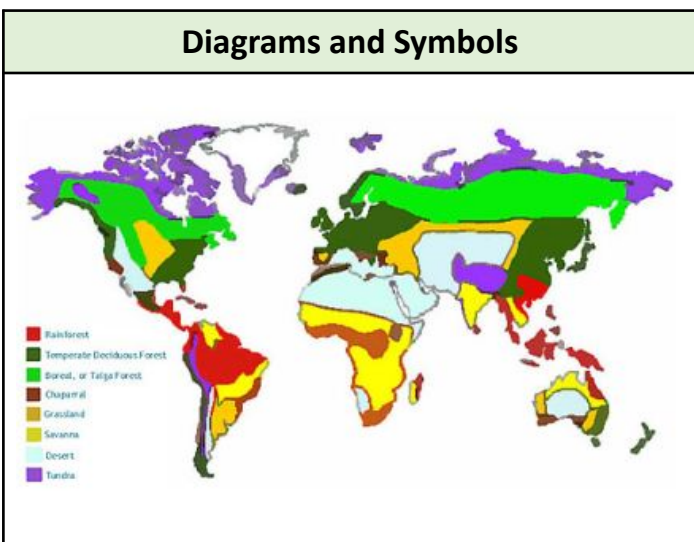 Diagrams and Symbols
Rainforest
Temperate Deciduous Forest
Boreal, or Taiga Forest
Chaparral
Grassland
Savanna
Desert
Tundra